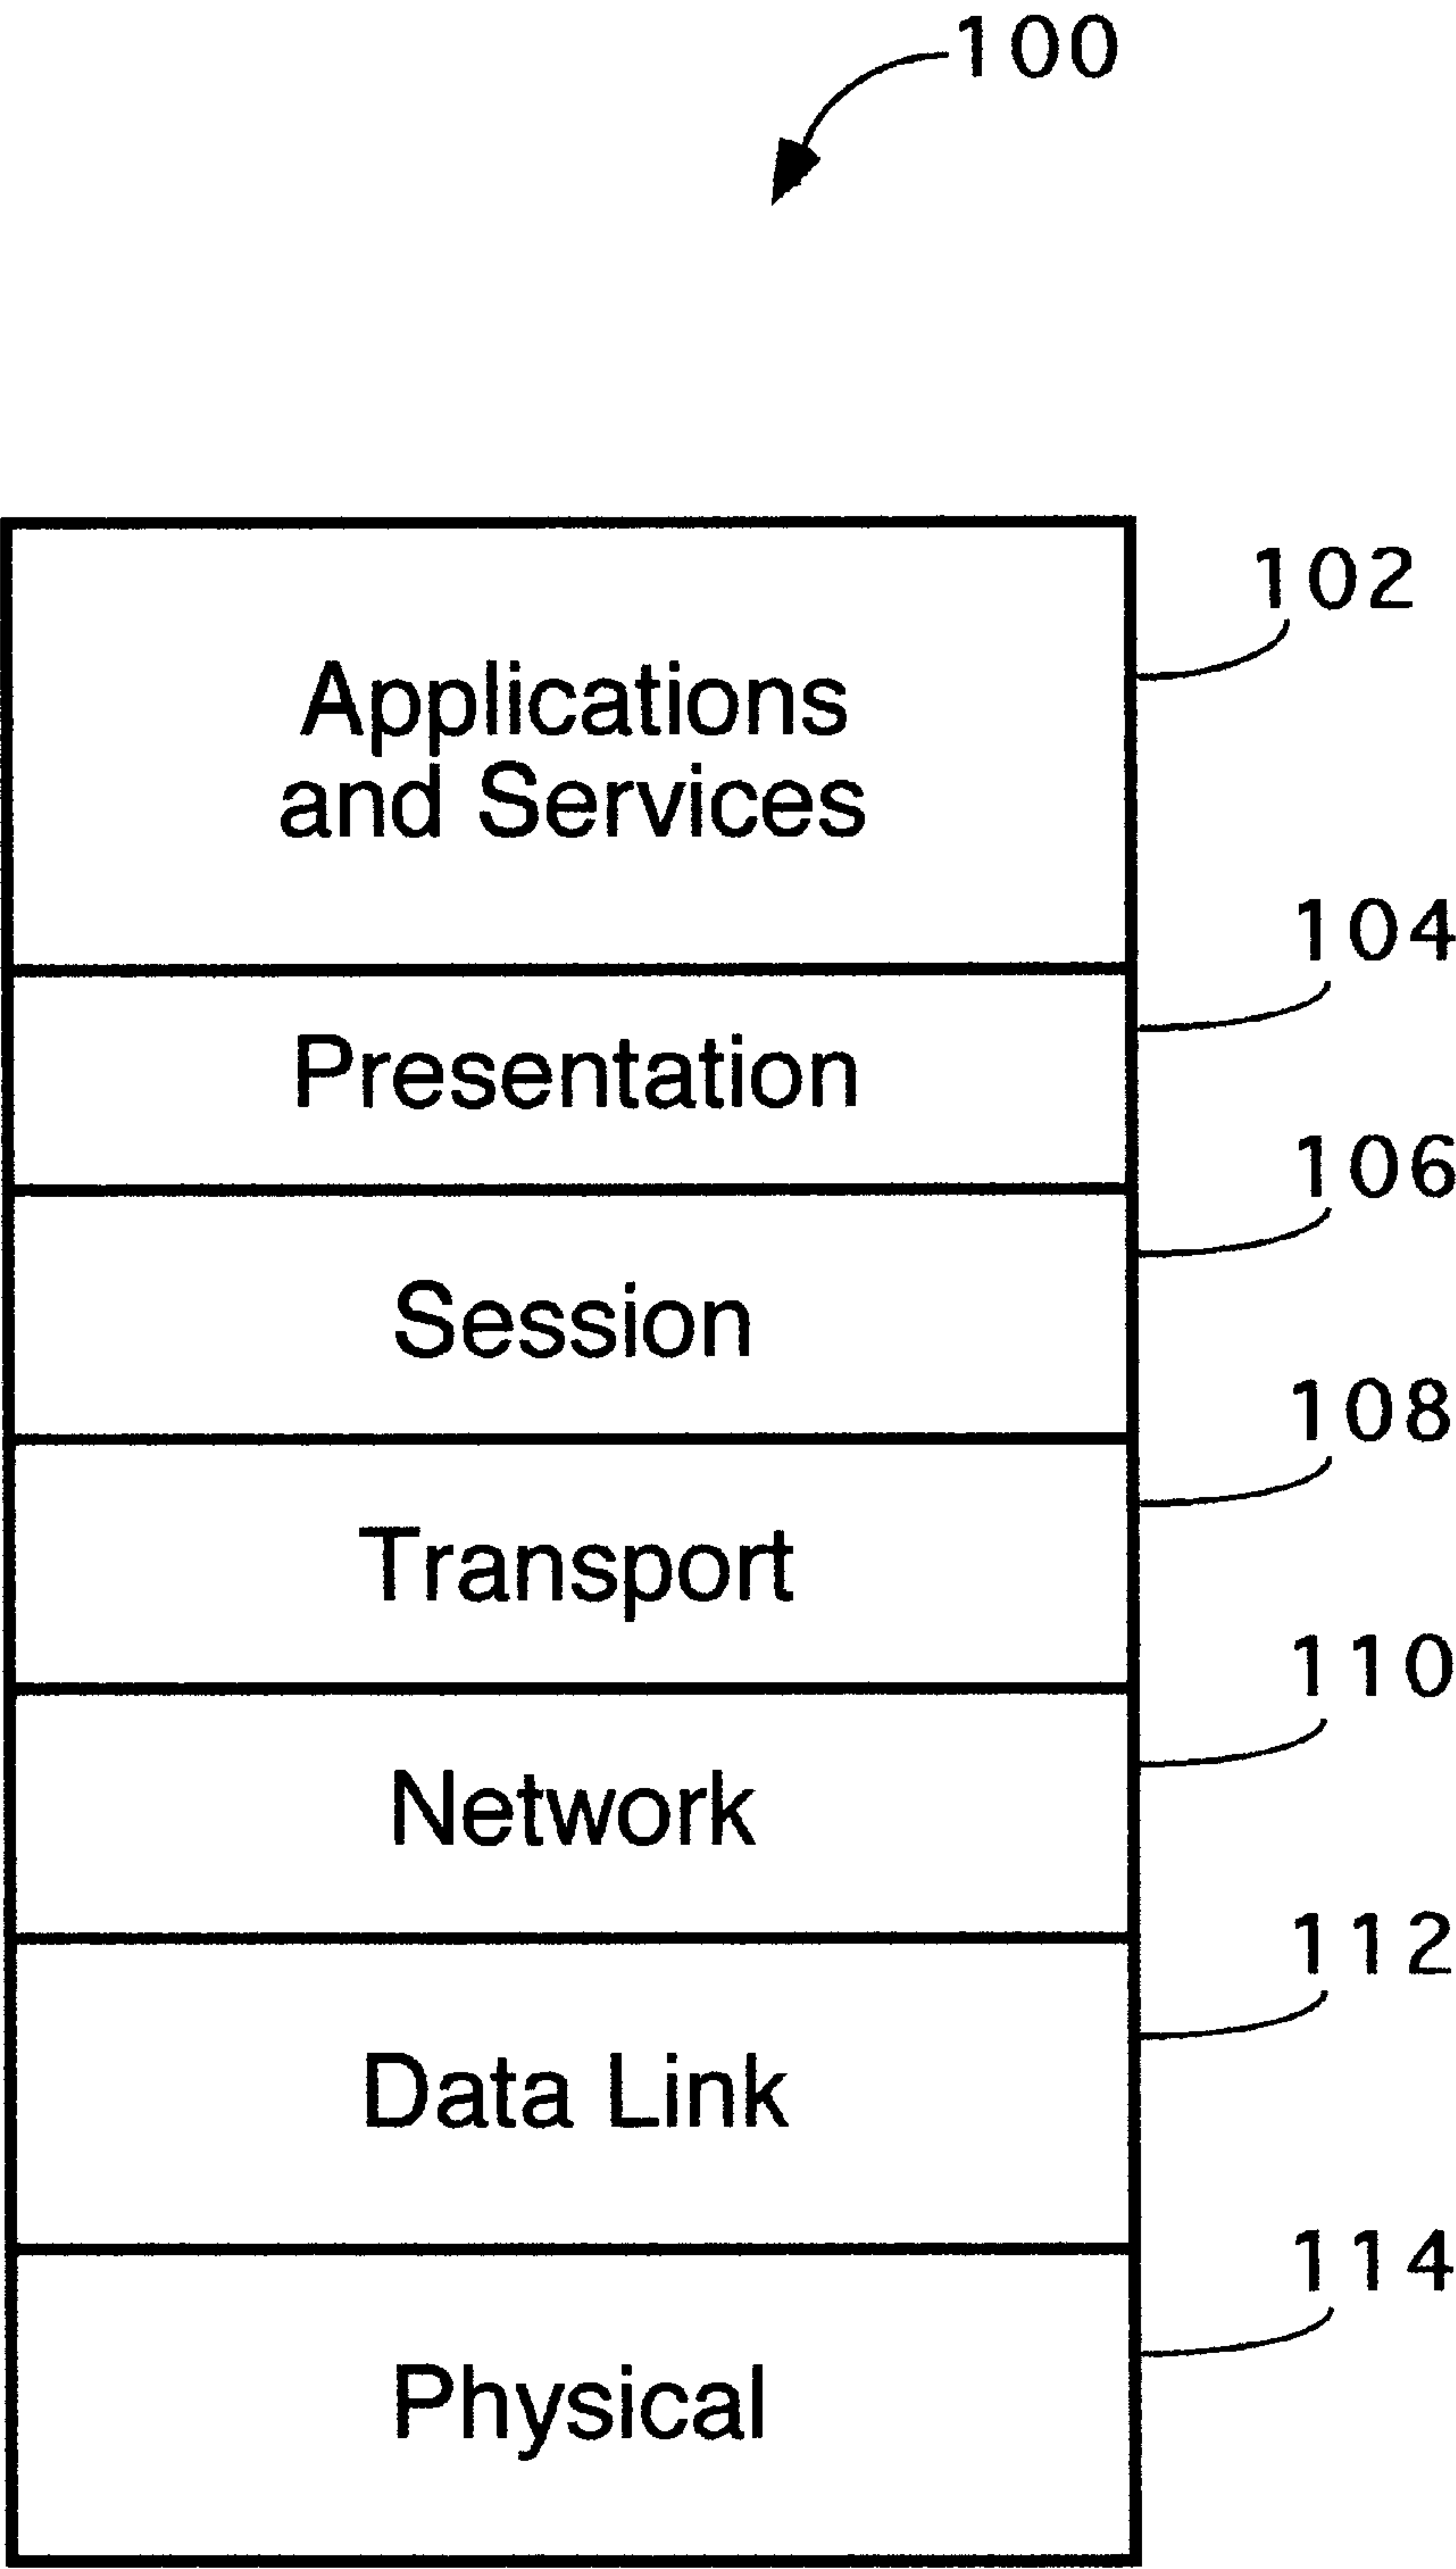 100
102
Applications
and Services
104
Presentation
106
Session
108
Transport
110
Network
112
Data Link
114
Physical